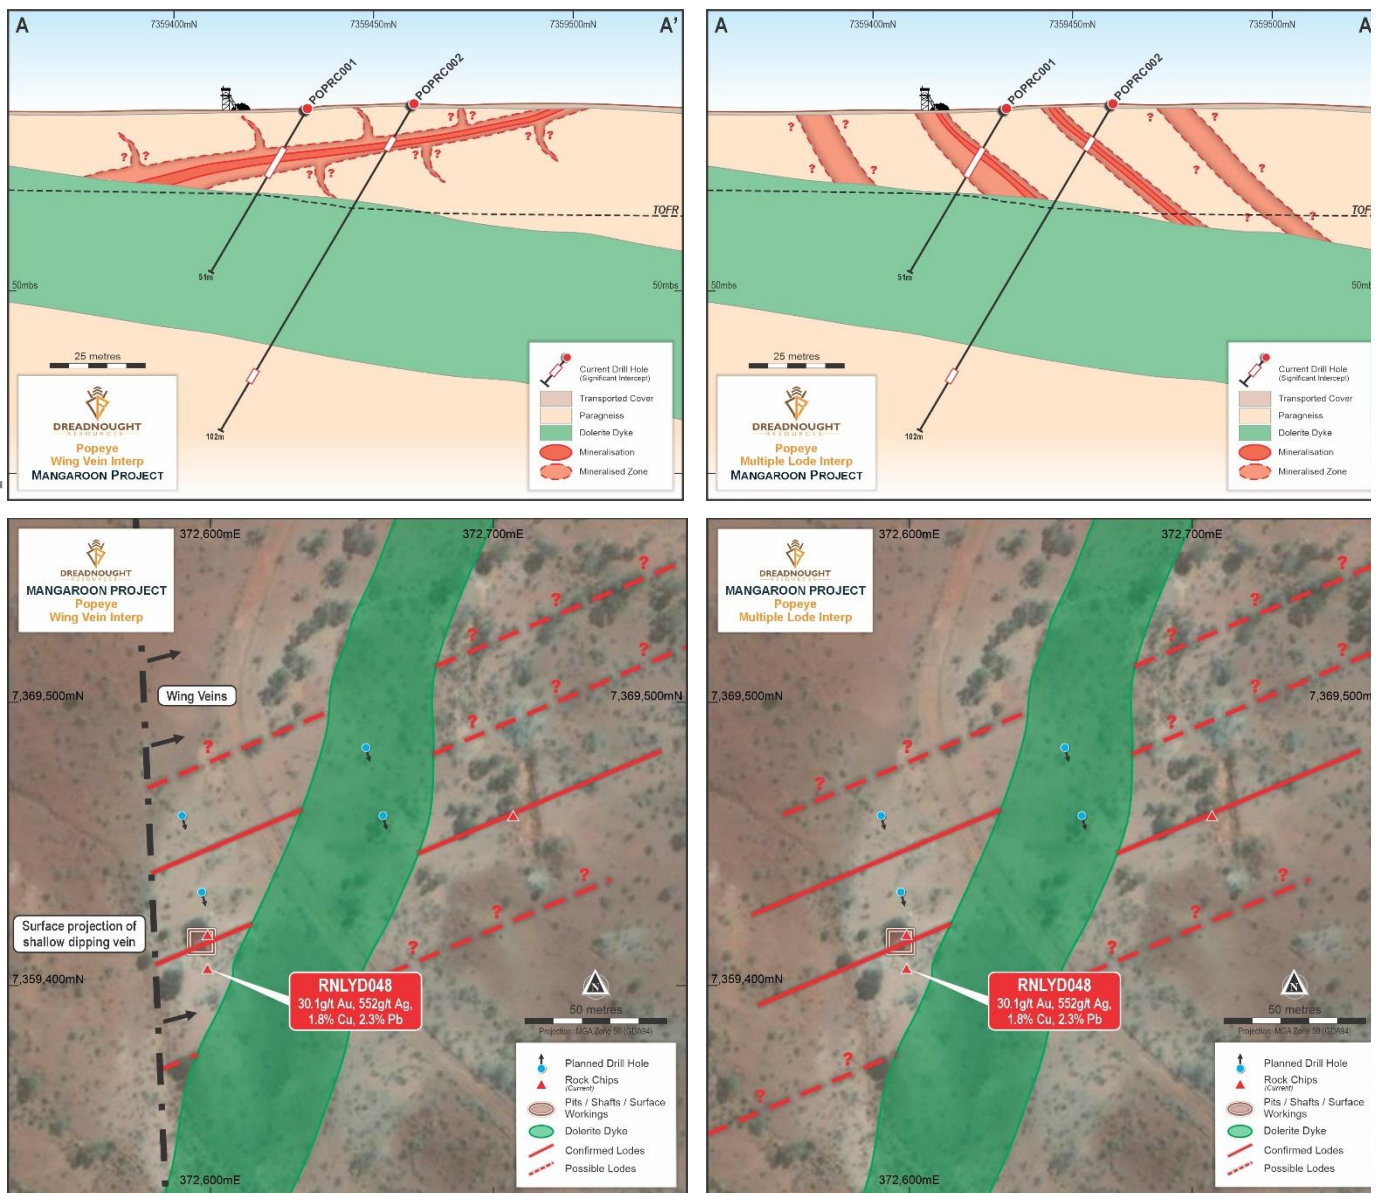 A
7359400mN
7359450mN
7359500mN
A'
POPRC001
POPRC002
?
?
?
?
?
?
?
?
?
?
?
?
TOFR
51m
50mbs
50mbs
102m
25 metres
DREADNOUGHT
RESOURCES
Popeye
Wing Vein Interp
MANGAROON PROJECT
Current Drill Hole
(Significant Intercept)
Transported Cover
Paragneiss
Dolerite Dyke
Mineralisation
Mineralised Zone
A
7359400mN
7359450mN
7359500mN
A
POPRC001
POPRC002
?
?
?
?
?
?
?
?
TOF
51m
50mbs
50mbs
102m
25 metres
DREADNOUGHT
RESOURCES
Popeye
Multiple Lode Interp
MANGAROON PROJECT
Current Drill Hole
(Significant Intercept)
Transported Cover
Paragneiss
Dolerite Dyke
Mineralisation
Mineralised Zone
372,600mE
372,700mE
DREADNOUGHT
RESOURCES
MANGAROON PROJECT
Popeye
Wing Vein Interp
?
?
?
?
?
?
?
?
7,369,500mN
7,369,500mN
Wing Veins
Surface projection of
shallow dipping vein
7,359,400mN
RNLYD048
30.1g/t Au, 552g/t Ag,
1.8% Cu, 2.3% Pb
N
50 metres
Projection: MGA Zone 50 (GDA94)
Planned Drill Hole
Rock Chips
(Current)
Pits / Shafts / Surface
Workings
Dolerite Dyke
Confirmed Lodes
Possible Lodes
372,600mE
372,600mE
372,700mE
DREADNOUGHT
RESOURCES
MANGAROON PROJECT
Popeye
Multiple Lode Interp
?
?
?
?
?
?
?
?
?
?
?
7,369,500mN
7,369,500mN
7,359,400mN
RNLYD048
30.1g/t Au, 552g/t Ag,
1.8% Cu, 2.3% Pb
N
50 metres
Projection: MGA Zone 50 (GDA94)
Planned Drill Hole
Rock Chips
(Current)
Pits / Shafts / Surface
Workings
Dolerite Dyke
Confirmed Lodes
Possible Lodes
372,600mE